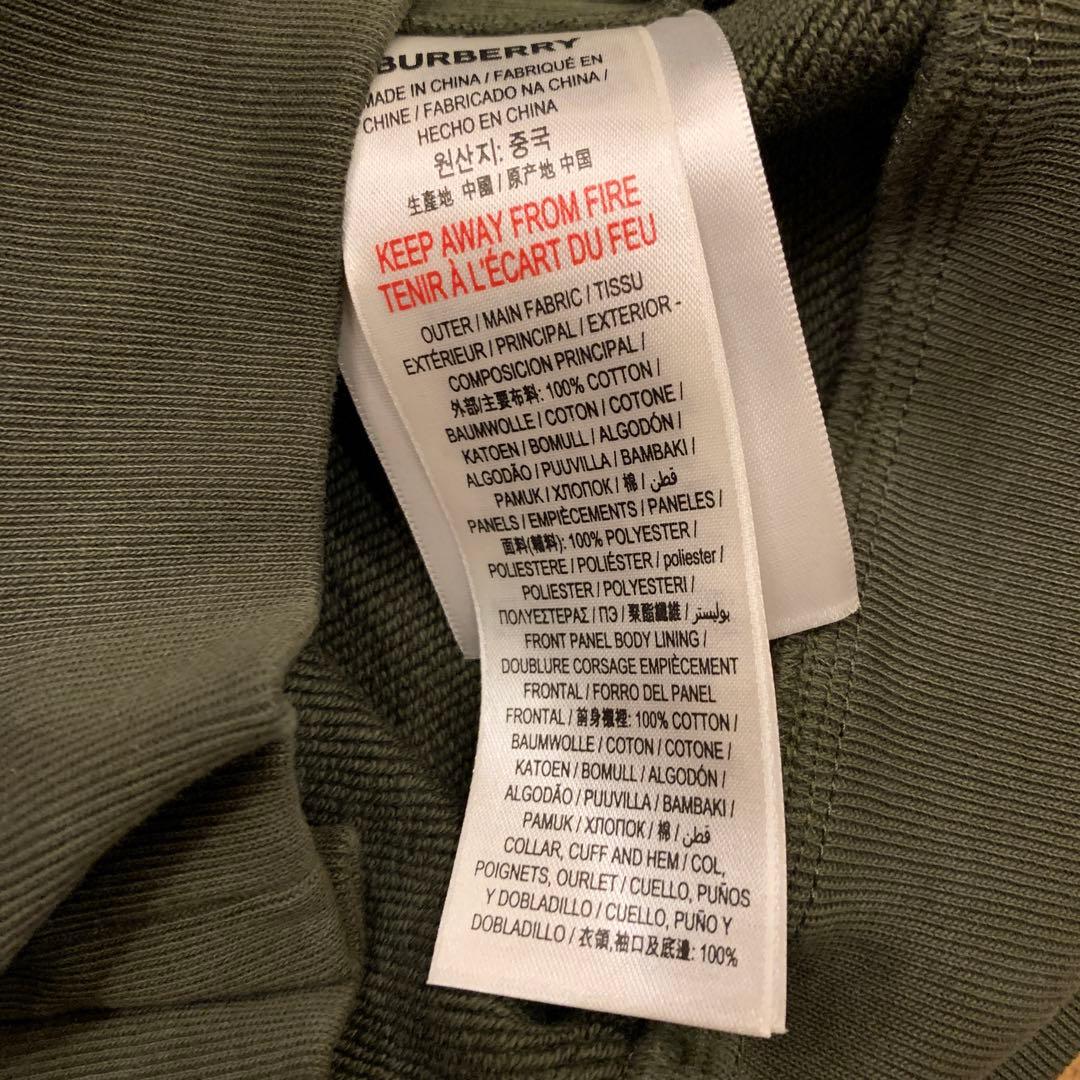 BURBERRY
MADE IN CHINA / FABRIQUÉ EN
CHINE / FABRICADO NA CHINA /
HECHO EN CHINA
원산지: 중국
生產地 中國 / 原产地 中国
KEEP AWAY FROM FIRE
TENIR À L'ÉCART DU FEU
OUTER / MAIN FABRIC / TISSU
EXTÉRIEUR / PRINCIPAL / EXTERIOR -
COMPOSICION PRINCIPAL /
外部/主要布料: 100% COTTON /
BAUMWOLLE / COTON / COTONE /
KATOEN / BOMULL / ALGODÓN /
ALGODÃO / PUUVILLA / BAMBAKI /
PAMUK / ХЛОПОК / 棉 / قطن /
PANELS / EMPIÈCEMENTS / PANELES /
面料(輔料): 100% POLYESTER /
POLIESTERE / POLIÉSTER / poliester /
POLIESTER / POLYESTERI /
ΠΟΛΥΕΣΤΕΡΑΣ / ПЭ / 聚酯纖維 / بوليستر
FRONT PANEL BODY LINING /
DOUBLURE CORSAGE EMPIÈCEMENT
FRONTAL / FORRO DEL PANEL
FRONTAL / 前身襯裡: 100% COTTON /
BAUMWOLLE / COTON / COTONE /
KATOEN / BOMULL / ALGODÓN /
ALGODÃO / PUUVILLA / BAMBAKI /
PAMUK / ХЛОПОК / 棉 / قطن /
COLLAR, CUFF AND HEM / COL,
POIGNETS, OURLET / CUELLO, PUÑOS
Y DOBLADILLO / CUELLO, PUÑO Y
DOBLADILLO / 衣領,袖口及底邊: 100%